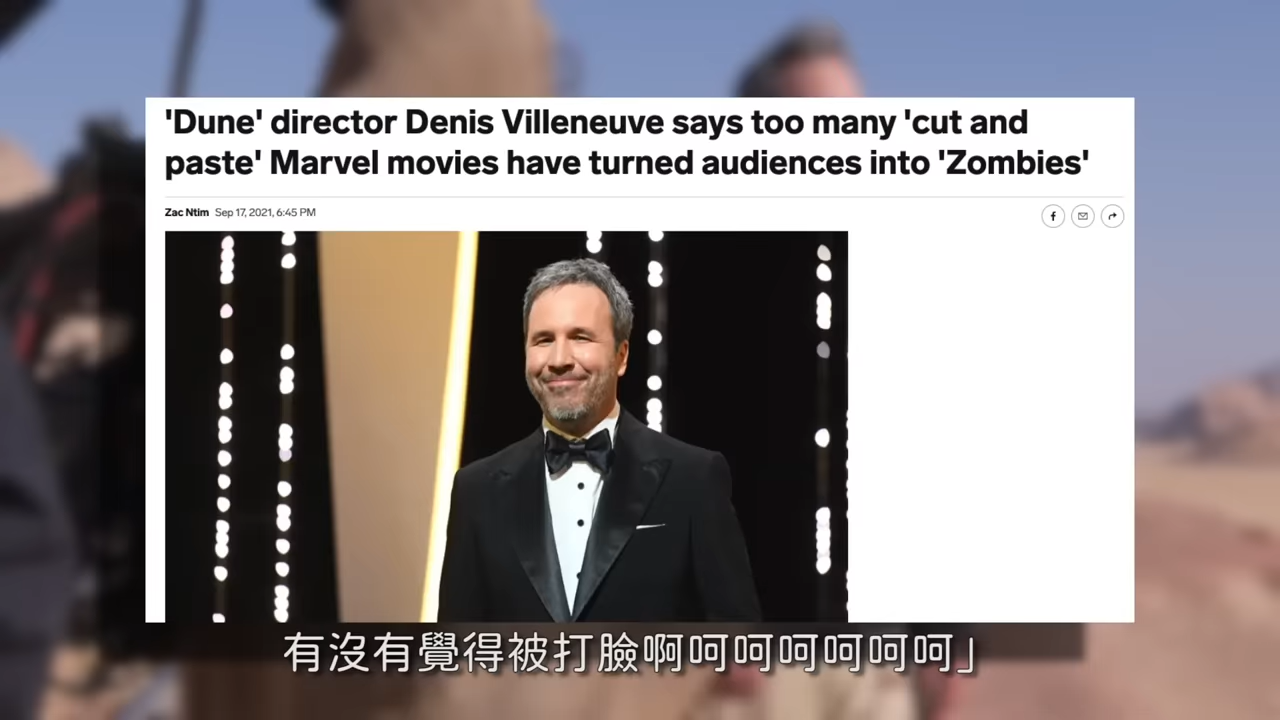 'Dune' director Denis Villeneuve says too many 'cut and
paste' Marvel movies have turned audiences into 'Zombies'
Zac Ntim Sep 17, 2021, 6:45 PM
有沒有覺得被打臉啊呵呵呵呵呵呵」